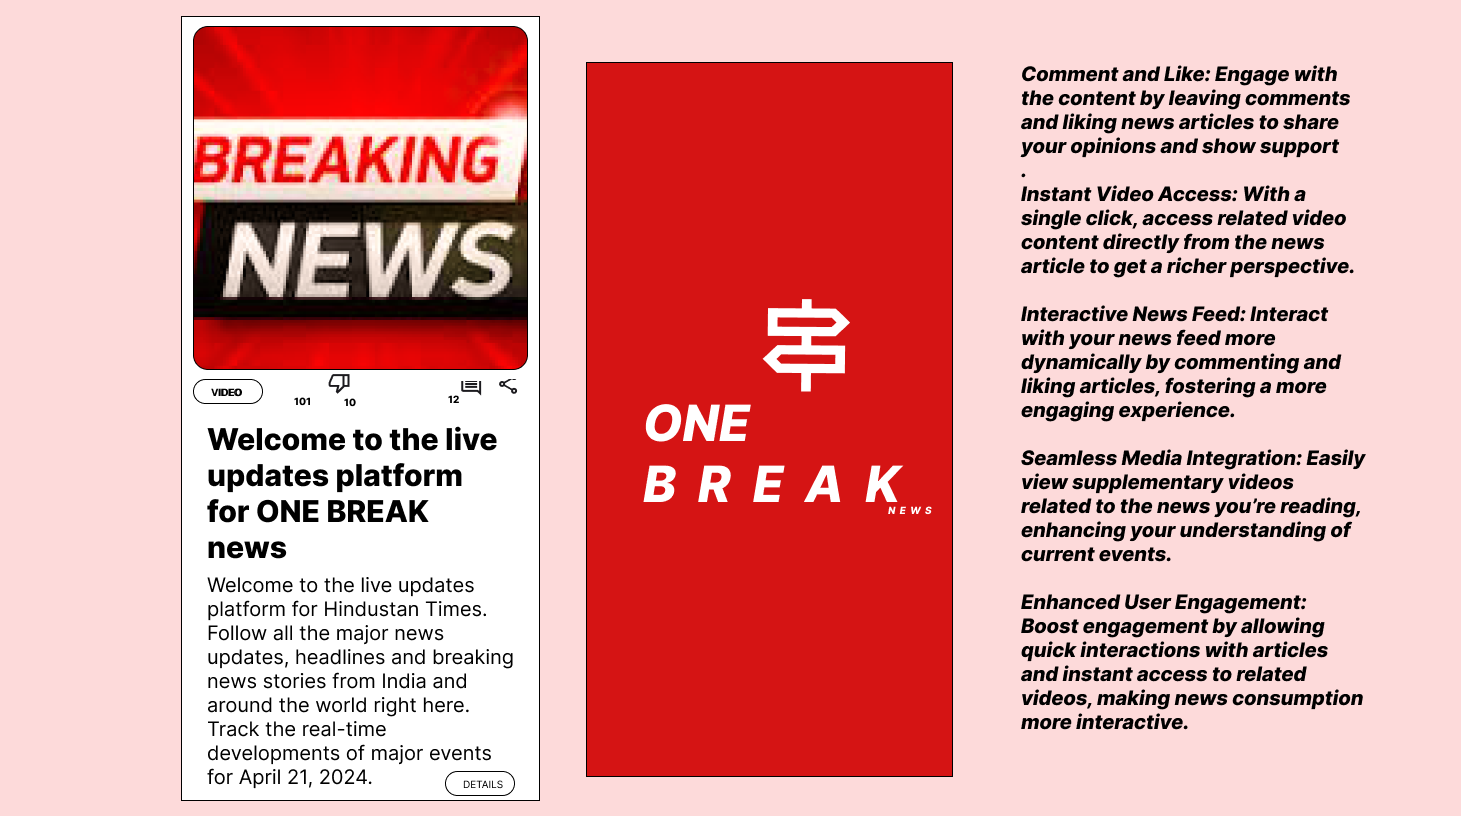 BREAKING
NEWS
VIDEO
101
10
12
Welcome to the live
updates platform
for ONE BREAK
news
Welcome to the live updates
platform for Hindustan Times.
Follow all the major news
updates, headlines and breaking
news stories from India and
around the world right here.
Track the real-time
developments of major events
for April 21, 2024.
DETAILS
ONE
BREAK
NEWS
Comment and Like: Engage with
the content by leaving comments
and liking news articles to share
your opinions and show support
.
Instant Video Access: With a
single click, access related video
content directly from the news
article to get a richer perspective.
Interactive News Feed: Interact
with your news feed more
dynamically by commenting and
liking articles, fostering a more
engaging experience.
Seamless Media Integration: Easily
view supplementary videos
related to the news you’re reading,
enhancing your understanding of
current events.
Enhanced User Engagement:
Boost engagement by allowing
quick interactions with articles
and instant access to related
videos, making news consumption
more interactive.